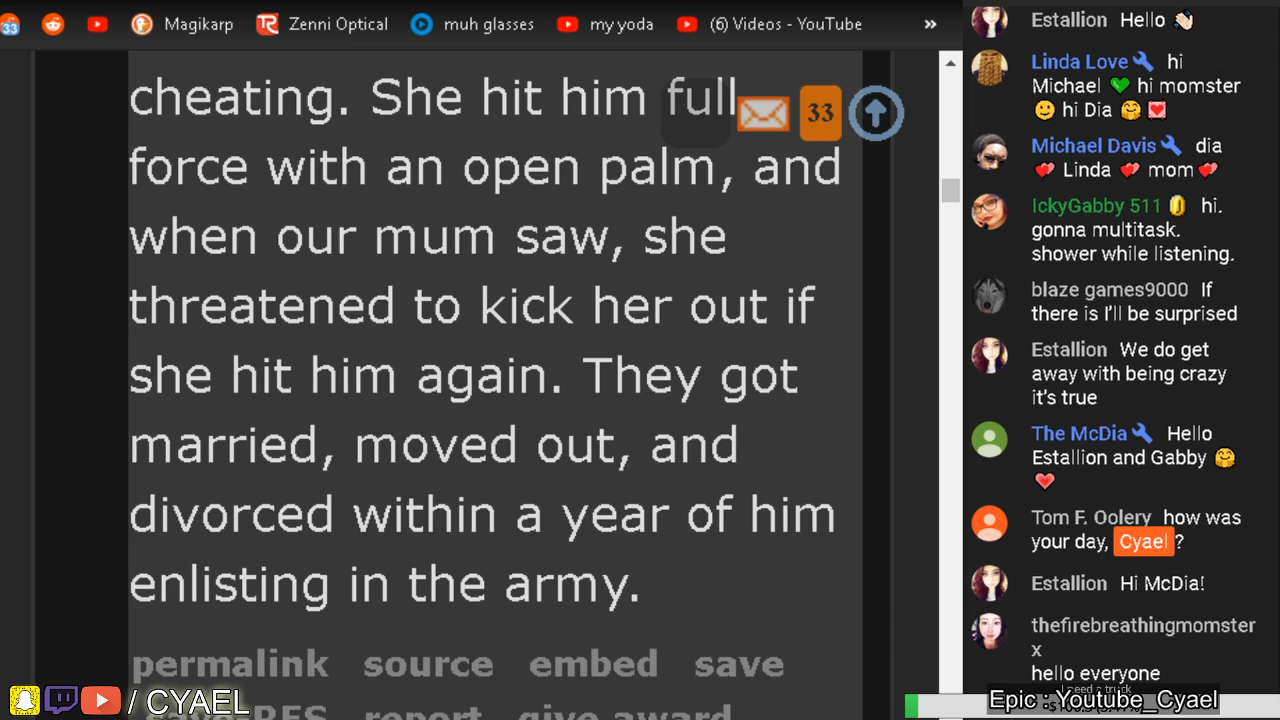 33 Magikarp Zenni Optical muh glasses my yoda (6) Videos - YouTube »
cheating. She hit him full
33
force with an open palm, and
when our mum saw, she
threatened to kick her out if
she hit him again. They got
married, moved out, and
divorced within a year of him
enlisting in the army.
permalink source embed save
report give award
/ CYAEL
Estallion Hello
Linda Love hi
Michael 💚 hi momster
🙂 hi Dia 🤗 💟
Michael Davis dia
Linda mom
IckyGabby 511 hi.
gonna multitask.
shower while listening.
blaze games9000 If
there is I'll be surprised
Estallion We do get
away with being crazy
it's true
The McDia Hello
Estallion and Gabby 🤗
❤️
Tom F. Oolery how was
your day, Cyael ?
Estallion Hi McDia!
thefirebreathingmomster
x
hello everyone
Epic : Youtube_Cyael